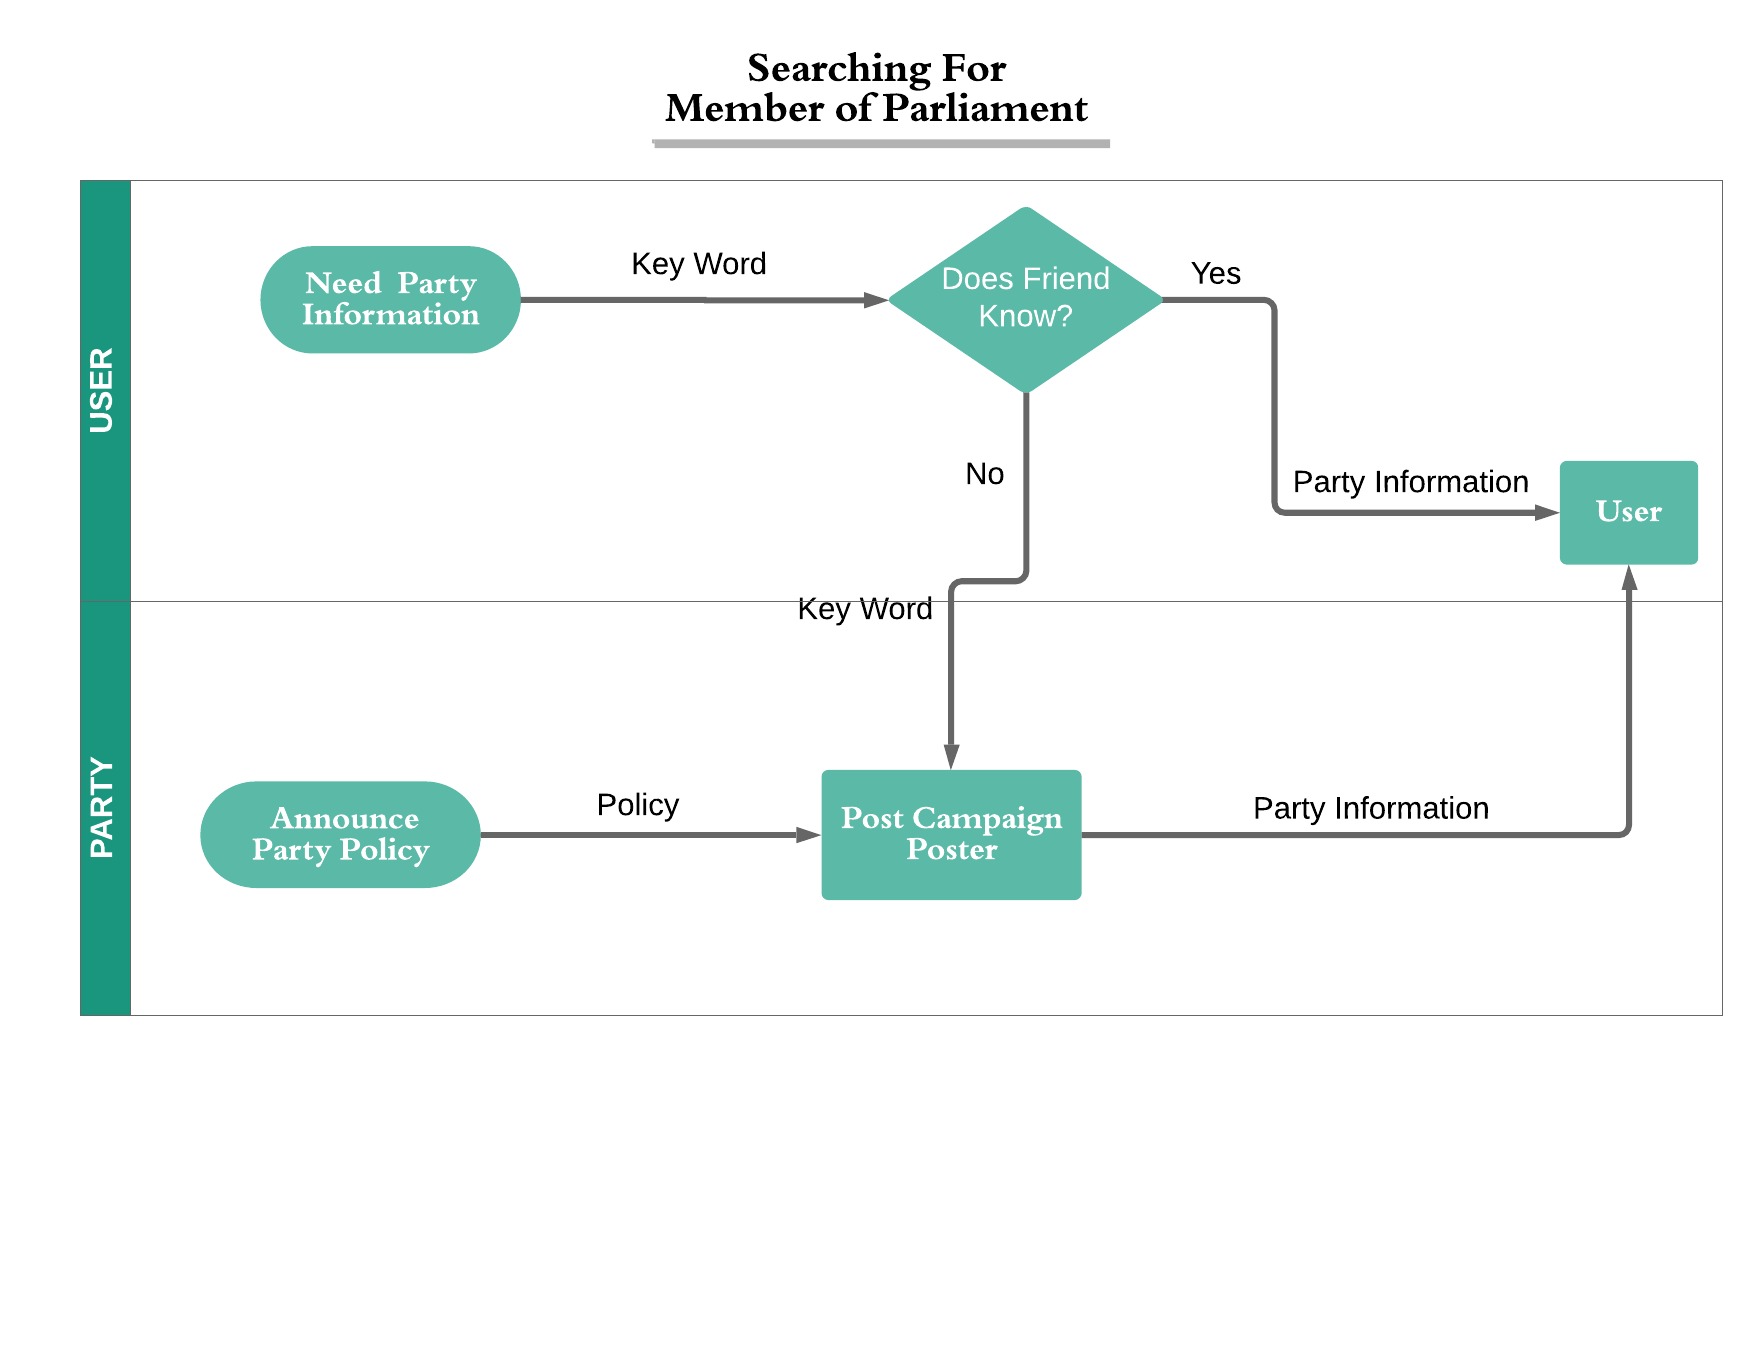 Searching For
Member of Parliament
USER
Need Party
Information
Key Word
Does Friend
Know?
Yes
No
Party Information
User
Key Word
PARTY
Announce
Party Policy
Policy
Post Campaign
Poster
Party Information